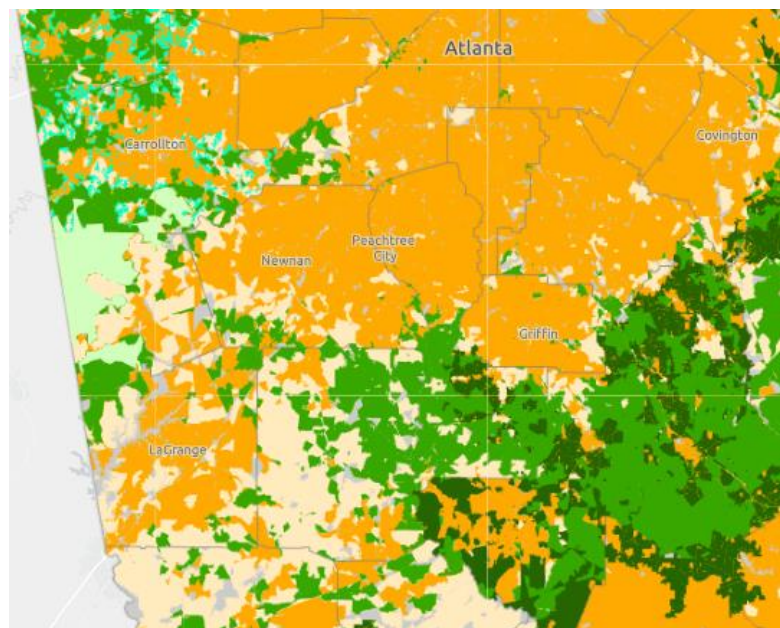 Atlanta
Carrollton
Covington
Peachtree
City
Newnan
Griffin
LaGrange